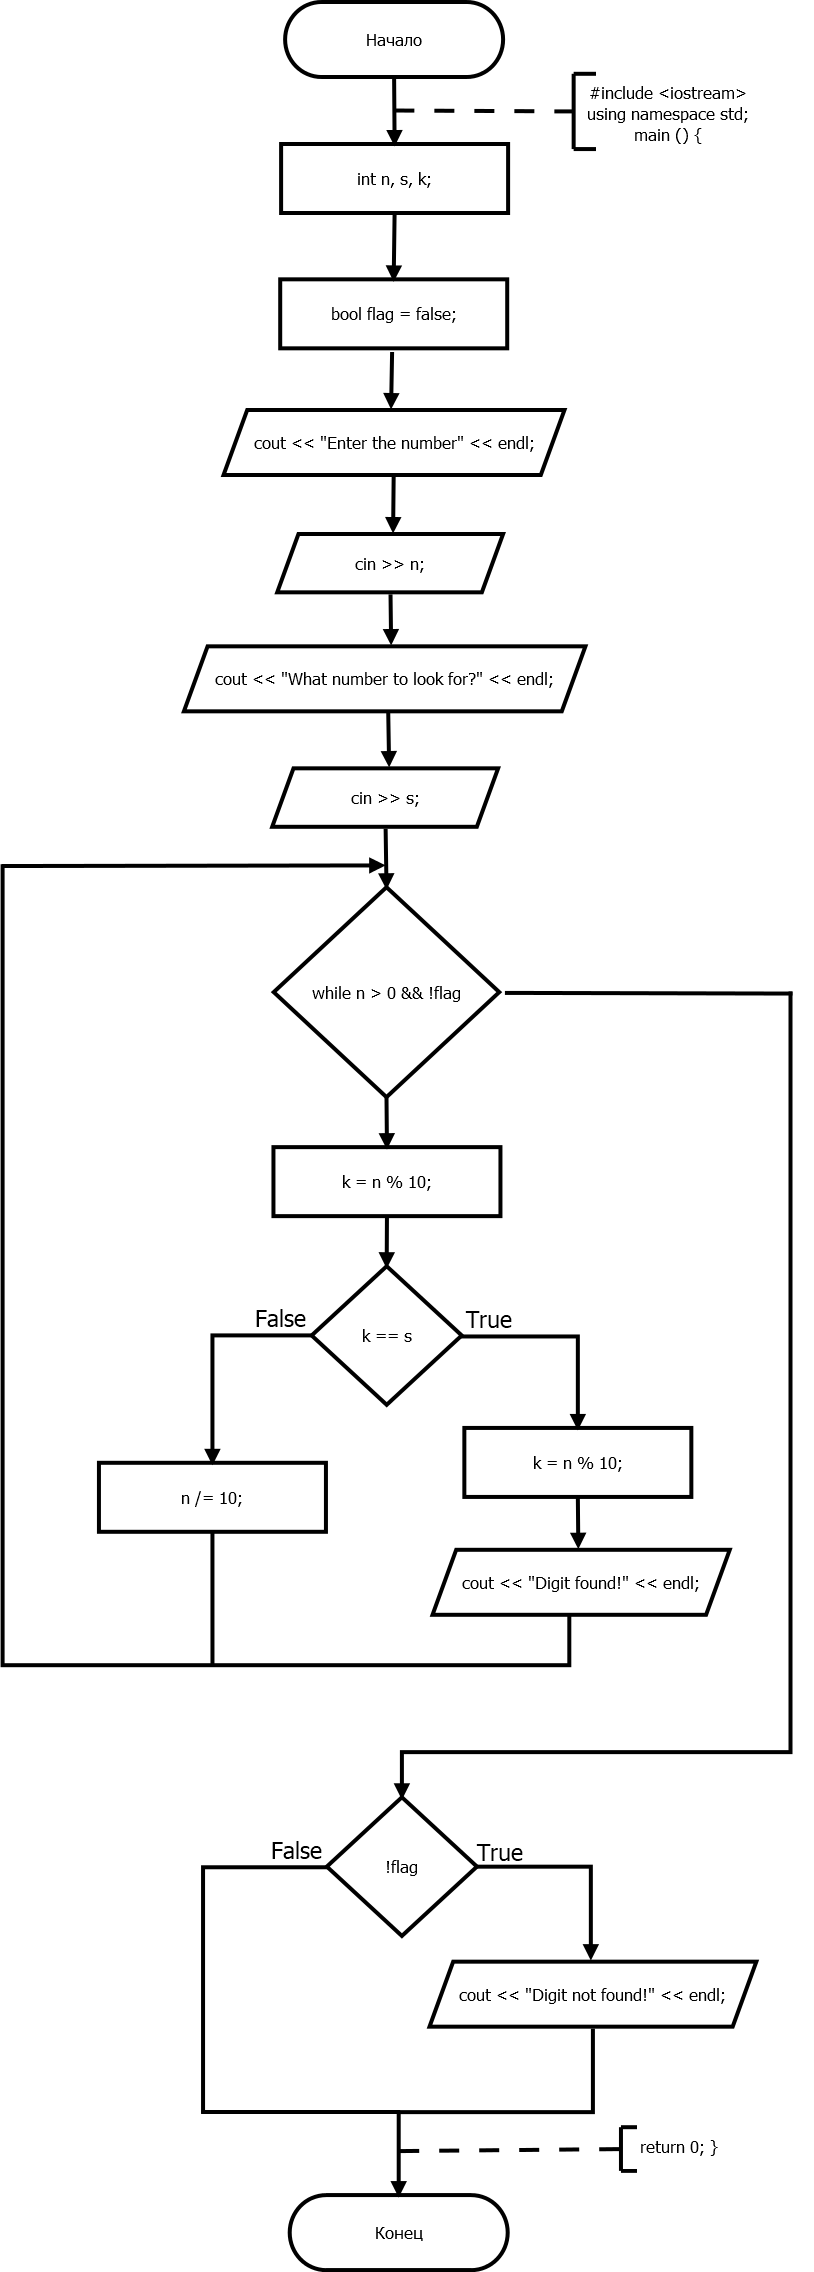 Начало
#include <iostream>
using namespace std;
main () {
int n, s, k;
bool flag = false;
cout << "Enter the number" << endl;
cin >> n;
cout << "What number to look for?" << endl;
cin >> s;
while n > 0 && !flag
k = n % 10;
False
True
k == s
k = n % 10;
n /= 10;
cout << "Digit found!" << endl;
False
True
!flag
cout << "Digit not found!" << endl;
return 0; }
Конец